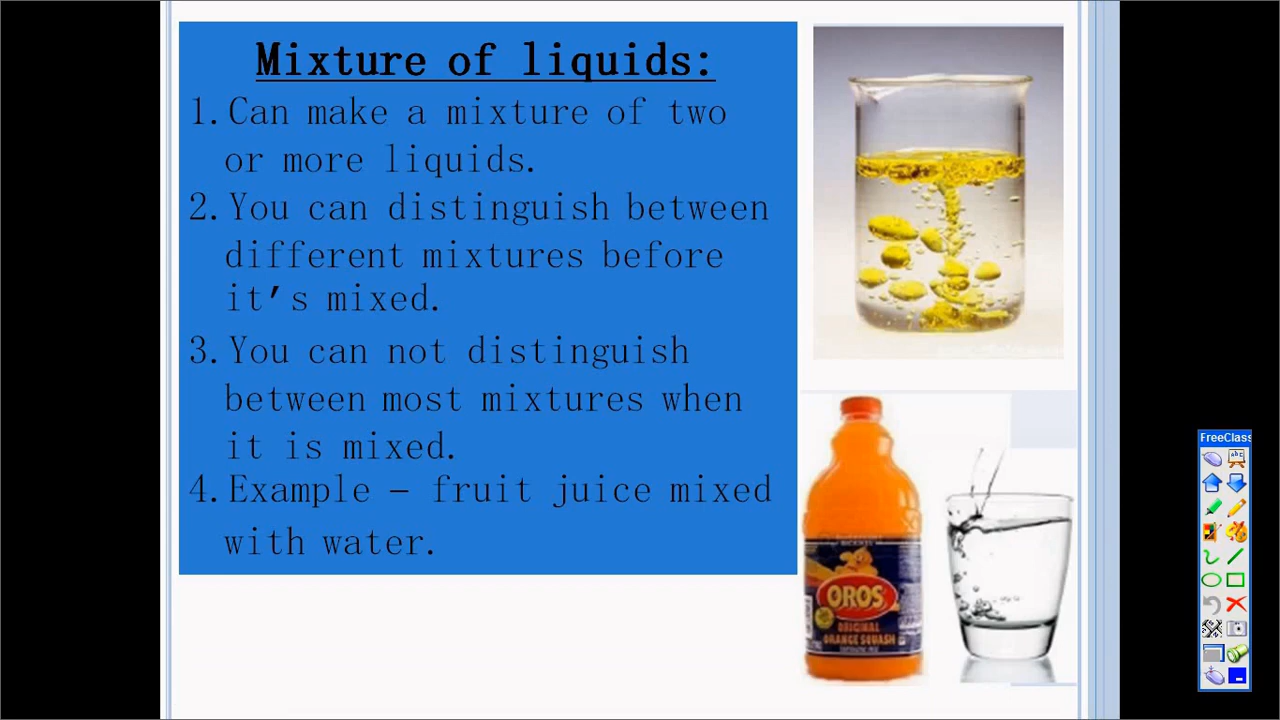 Mixture of liquids:
1. Can make a mixture of two
or more liquids.
2. You can distinguish between
different mixtures before
it's mixed.
3. You can not distinguish
between most mixtures when
it is mixed.
4. Example – fruit juice mixed
with water.
OROS
ORIGINAL
ORANGE SQUASH
FreeClass
abc